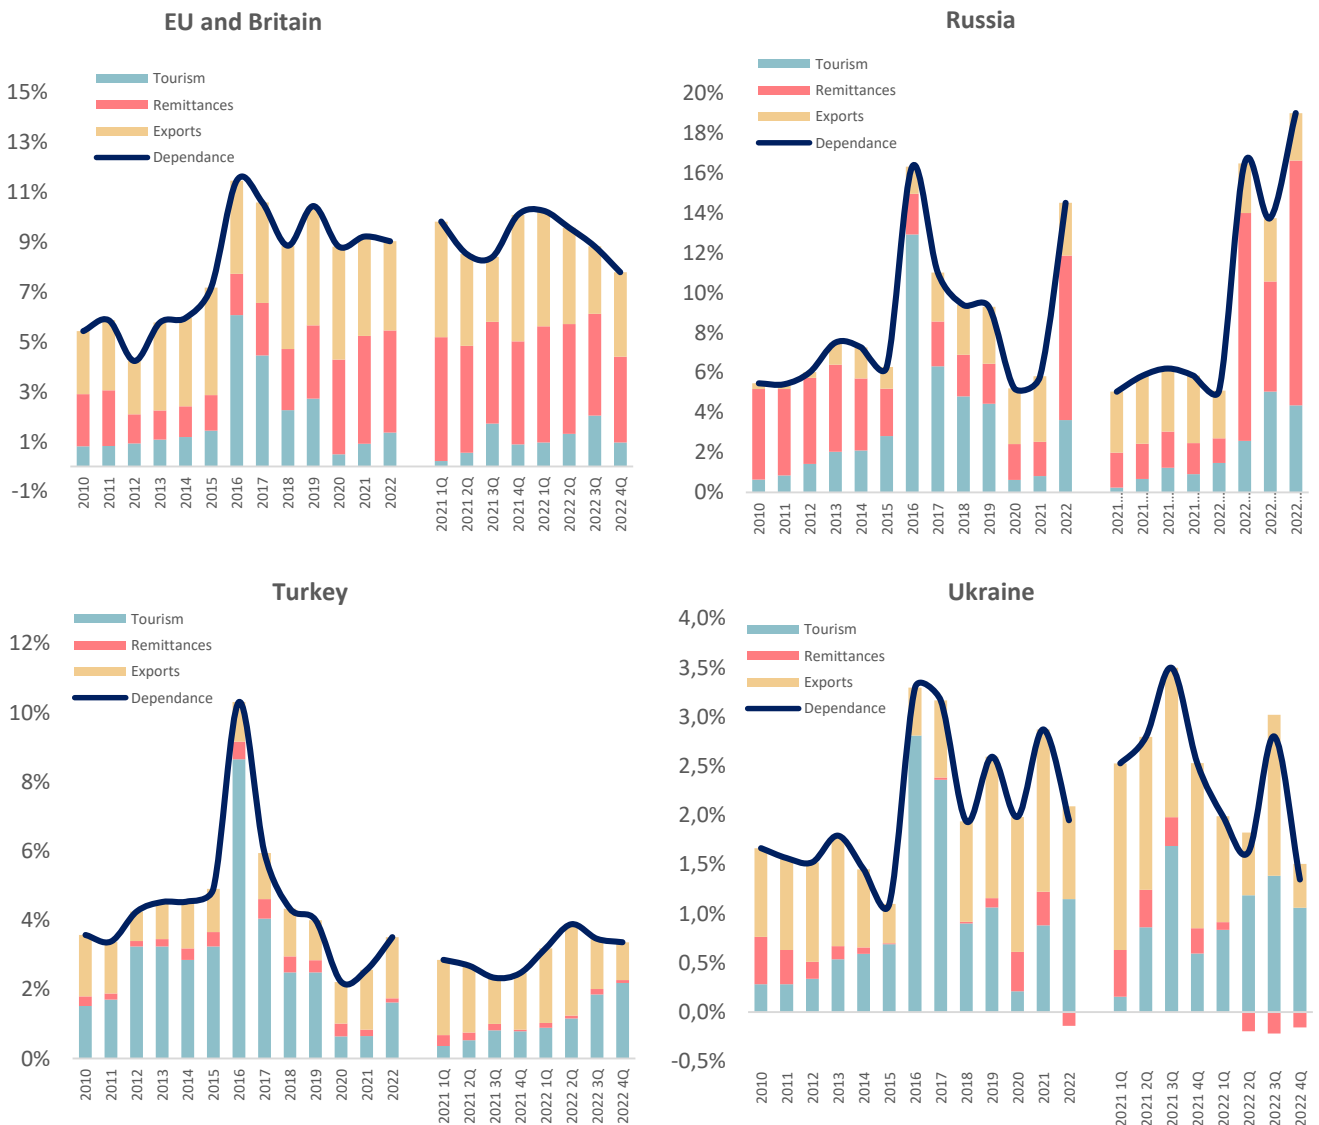 EU and Britain
Tourism
Remittances
Exports
Dependance
15%
13%
11%
9%
7%
5%
3%
1%
-1%
2010
2011
2012
2013
2014
2015
2016
2017
2018
2019
2020
2021
2022
2021 1Q
2021 2Q
2021 3Q
2021 4Q
2022 1Q
2022 2Q
2022 3Q
2022 4Q
Russia
Tourism
Remittances
Exports
Dependance
20%
18%
16%
14%
12%
10%
8%
6%
4%
2%
0%
2010
2011
2012
2013
2014
2015
2016
2017
2018
2019
2020
2021
2022
2021…
2021…
2021…
2021…
2022…
2022…
2022…
2022…
Turkey
Tourism
Remittances
Exports
Dependance
12%
10%
8%
6%
4%
2%
0%
2010
2011
2012
2013
2014
2015
2016
2017
2018
2019
2020
2021
2022
2021 1Q
2021 2Q
2021 3Q
2021 4Q
2022 1Q
2022 2Q
2022 3Q
2022 4Q
Ukraine
Tourism
Remittances
Exports
Dependance
4,0%
3,5%
3,0%
2,5%
2,0%
1,5%
1,0%
0,5%
0,0%
-0,5%
2010
2011
2012
2013
2014
2015
2016
2017
2018
2019
2020
2021
2022
2021 1Q
2021 2Q
2021 3Q
2021 4Q
2022 1Q
2022 2Q
2022 3Q
2022 4Q